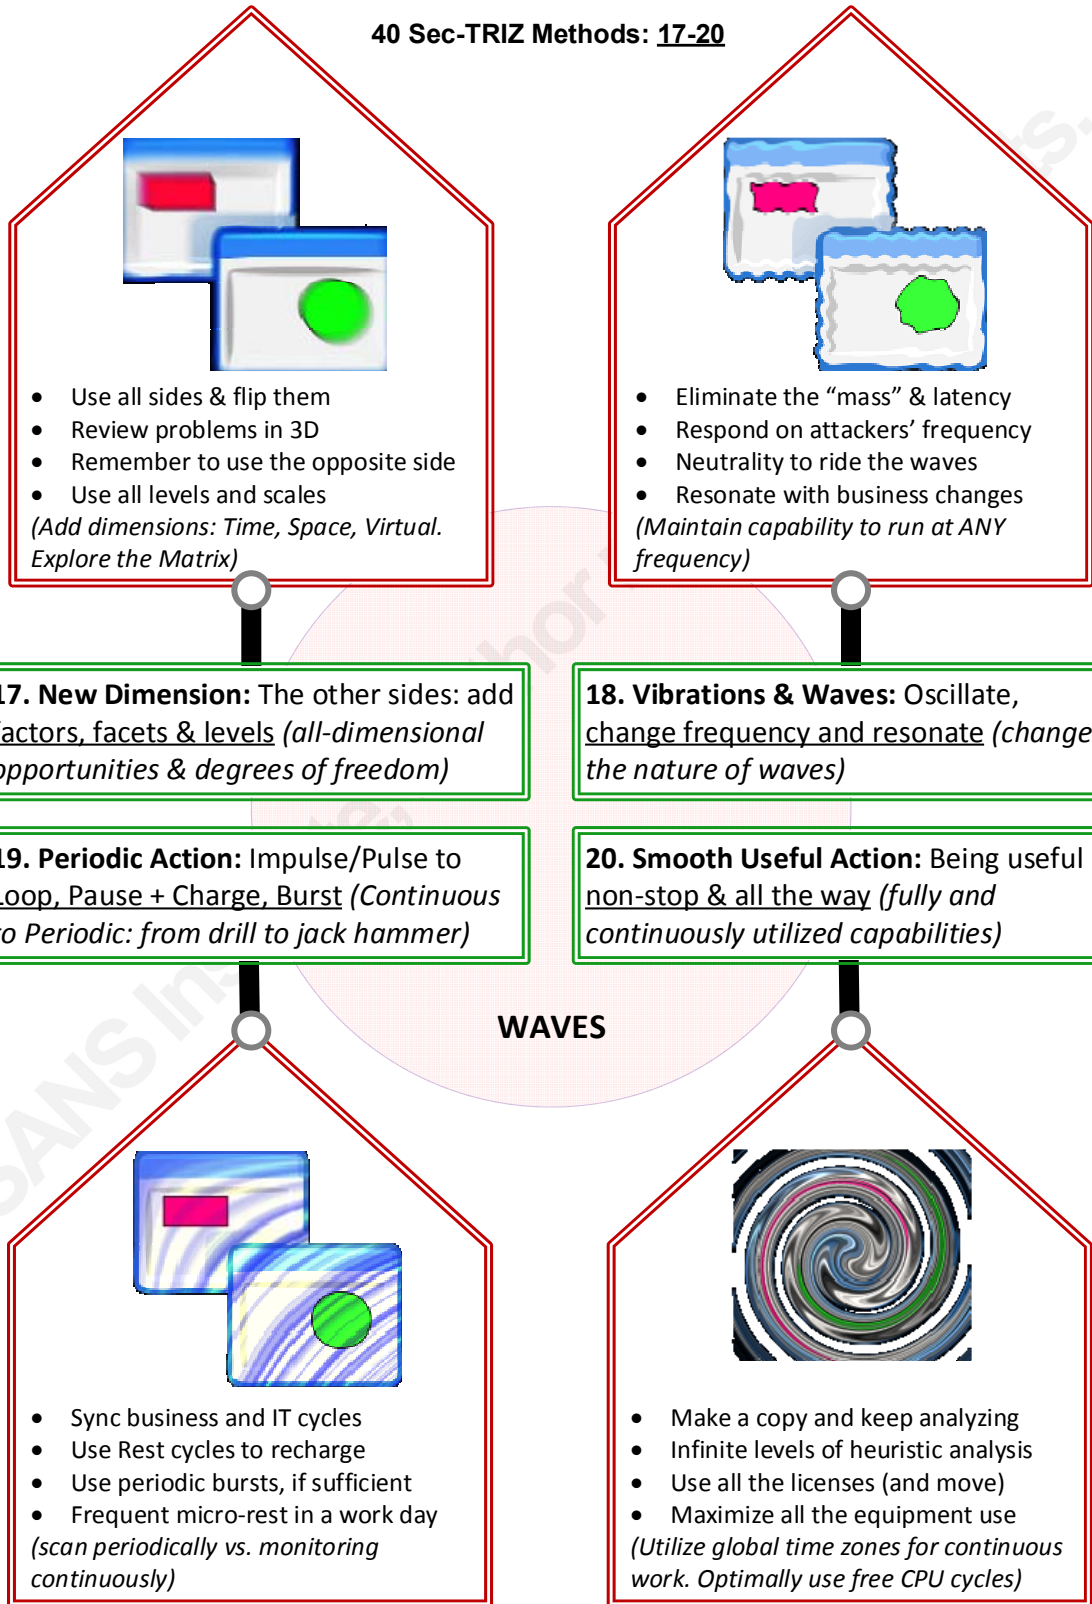 40 Sec-TRIZ Methods: 17-20
• Use all sides & flip them
• Review problems in 3D
• Remember to use the opposite side
• Use all levels and scales
(Add dimensions: Time, Space, Virtual.
Explore the Matrix)
• Eliminate the “mass” & latency
• Respond on attackers’ frequency
• Neutrality to ride the waves
• Resonate with business changes
(Maintain capability to run at ANY
frequency)
17. New Dimension: The other sides: add
factors, facets & levels (all-dimensional
opportunities & degrees of freedom)
18. Vibrations & Waves: Oscillate,
change frequency and resonate (change
the nature of waves)
19. Periodic Action: Impulse/Pulse to
Loop, Pause + Charge, Burst (Continuous
to Periodic: from drill to jack hammer)
20. Smooth Useful Action: Being useful
non-stop & all the way (fully and
continuously utilized capabilities)
WAVES
• Sync business and IT cycles
• Use Rest cycles to recharge
• Use periodic bursts, if sufficient
• Frequent micro-rest in a work day
(scan periodically vs. monitoring
continuously)
• Make a copy and keep analyzing
• Infinite levels of heuristic analysis
• Use all the licenses (and move)
• Maximize all the equipment use
(Utilize global time zones for continuous
work. Optimally use free CPU cycles)